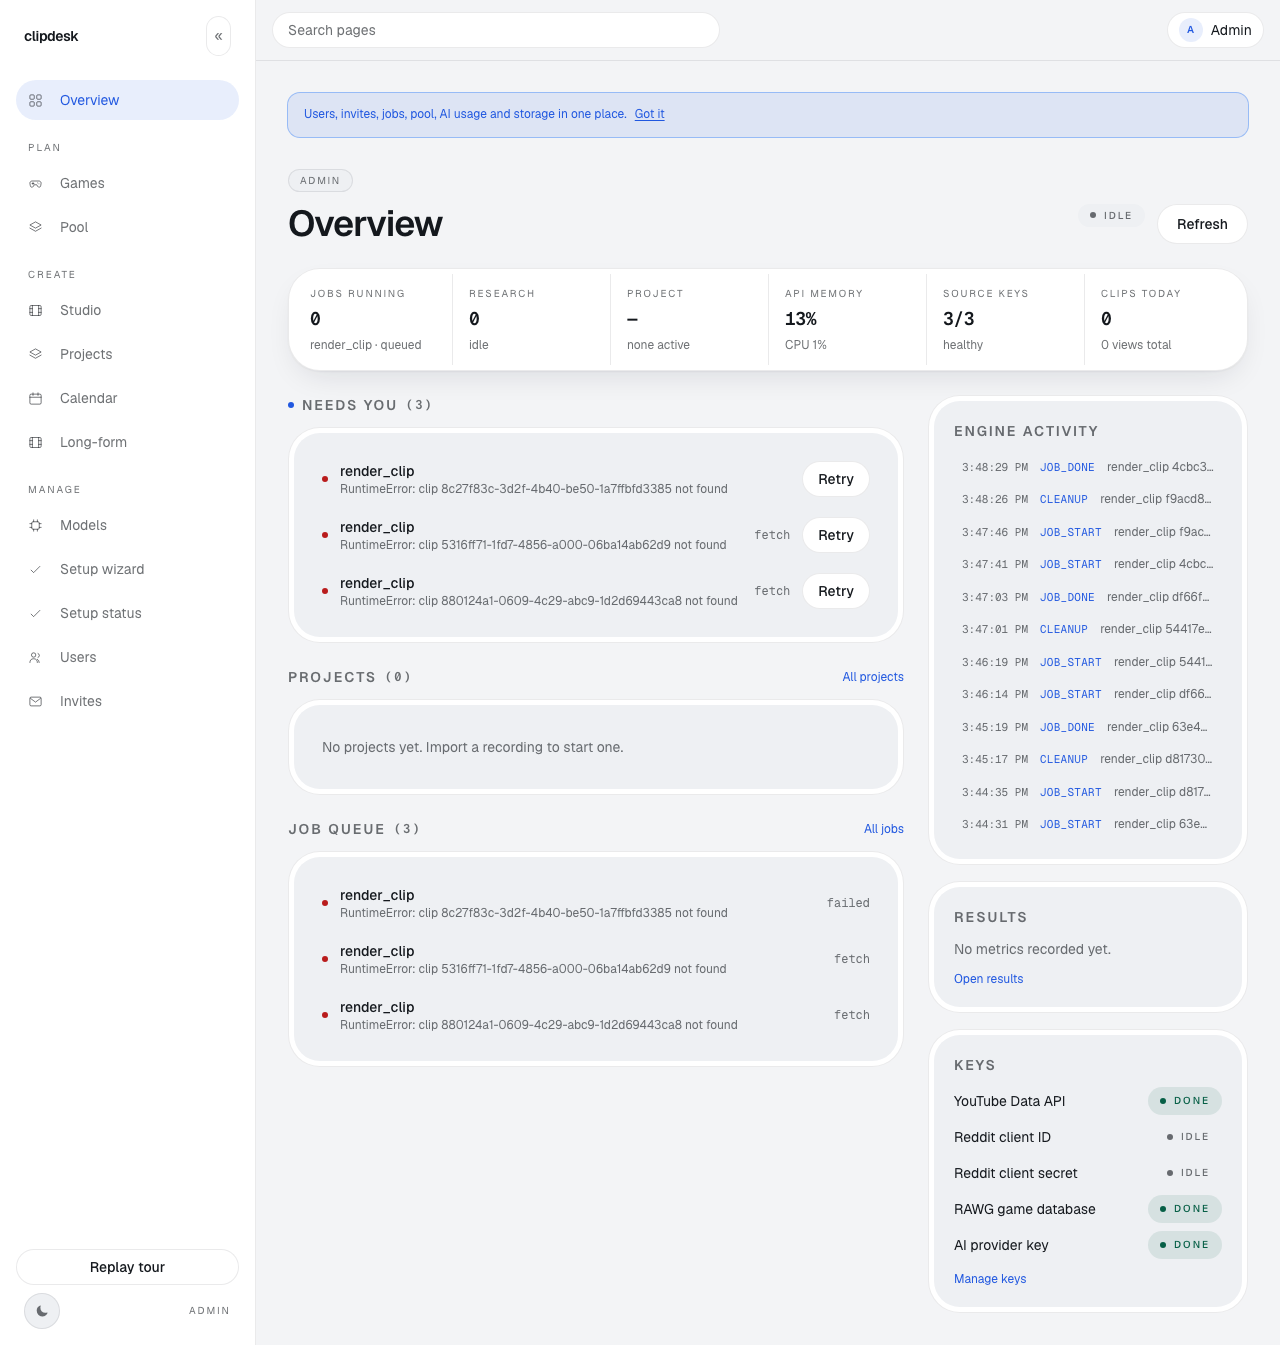 clipdesk
«
Search pages
A
Admin
Overview
PLAN
Games
Pool
CREATE
Studio
Projects
Calendar
Long-form
MANAGE
Models
Setup wizard
Setup status
Users
Invites
Replay tour
ADMIN
Users, invites, jobs, pool, AI usage and storage in one place. Got it
ADMIN
Overview
IDLE
Refresh
JOBS RUNNING
0
render_clip · queued
RESEARCH
0
idle
PROJECT
—
none active
API MEMORY
13%
CPU 1%
SOURCE KEYS
3/3
healthy
CLIPS TODAY
0
0 views total
NEEDS YOU (3)
render_clip
RuntimeError: clip 8c27f83c-3d2f-4b40-be50-1a7ffbfd3385 not found
Retry
render_clip
RuntimeError: clip 5316ff71-1fd7-4856-a000-06ba14ab62d9 not found
fetch
Retry
render_clip
RuntimeError: clip 880124a1-0609-4c29-abc9-1d2d69443ca8 not found
fetch
Retry
PROJECTS (0)
All projects
No projects yet. Import a recording to start one.
JOB QUEUE (3)
All jobs
render_clip
RuntimeError: clip 8c27f83c-3d2f-4b40-be50-1a7ffbfd3385 not found
failed
render_clip
RuntimeError: clip 5316ff71-1fd7-4856-a000-06ba14ab62d9 not found
fetch
render_clip
RuntimeError: clip 880124a1-0609-4c29-abc9-1d2d69443ca8 not found
fetch
ENGINE ACTIVITY
3:48:29 PM JOB_DONE render_clip 4cbc3...
3:48:26 PM CLEANUP render_clip f9acd8...
3:47:46 PM JOB_START render_clip f9ac...
3:47:41 PM JOB_START render_clip 4cbc...
3:47:03 PM JOB_DONE render_clip df66f...
3:47:01 PM CLEANUP render_clip 54417e...
3:46:19 PM JOB_START render_clip 5441...
3:46:14 PM JOB_START render_clip df66...
3:45:19 PM JOB_DONE render_clip 63e4...
3:45:17 PM CLEANUP render_clip d81730...
3:44:35 PM JOB_START render_clip d817...
3:44:31 PM JOB_START render_clip 63e...
RESULTS
No metrics recorded yet.
Open results
KEYS
YouTube Data API
DONE
Reddit client ID
IDLE
Reddit client secret
IDLE
RAWG game database
DONE
AI provider key
DONE
Manage keys